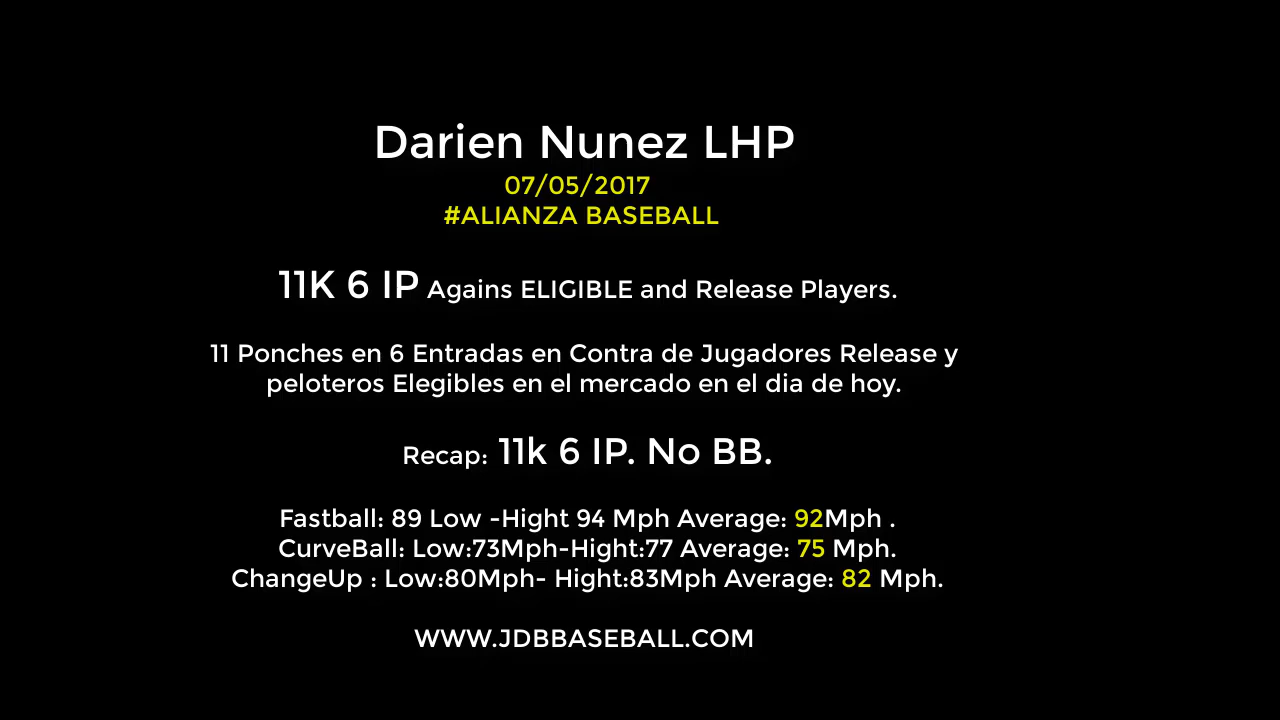 Darien Nunez LHP
07/05/2017
#ALIANZA BASEBALL
11K 6 IP Agains ELIGIBLE and Release Players.
11 Ponches en 6 Entradas en Contra de Jugadores Release y
peloteros Elegibles en el mercado en el dia de hoy.
Recap: 11k 6 IP. No BB.
Fastball: 89 Low -Hight 94 Mph Average: 92Mph .
CurveBall: Low:73Mph-Hight:77 Average: 75 Mph.
ChangeUp : Low:80Mph- Hight:83Mph Average: 82 Mph.
WWW.JDBBASEBALL.COM